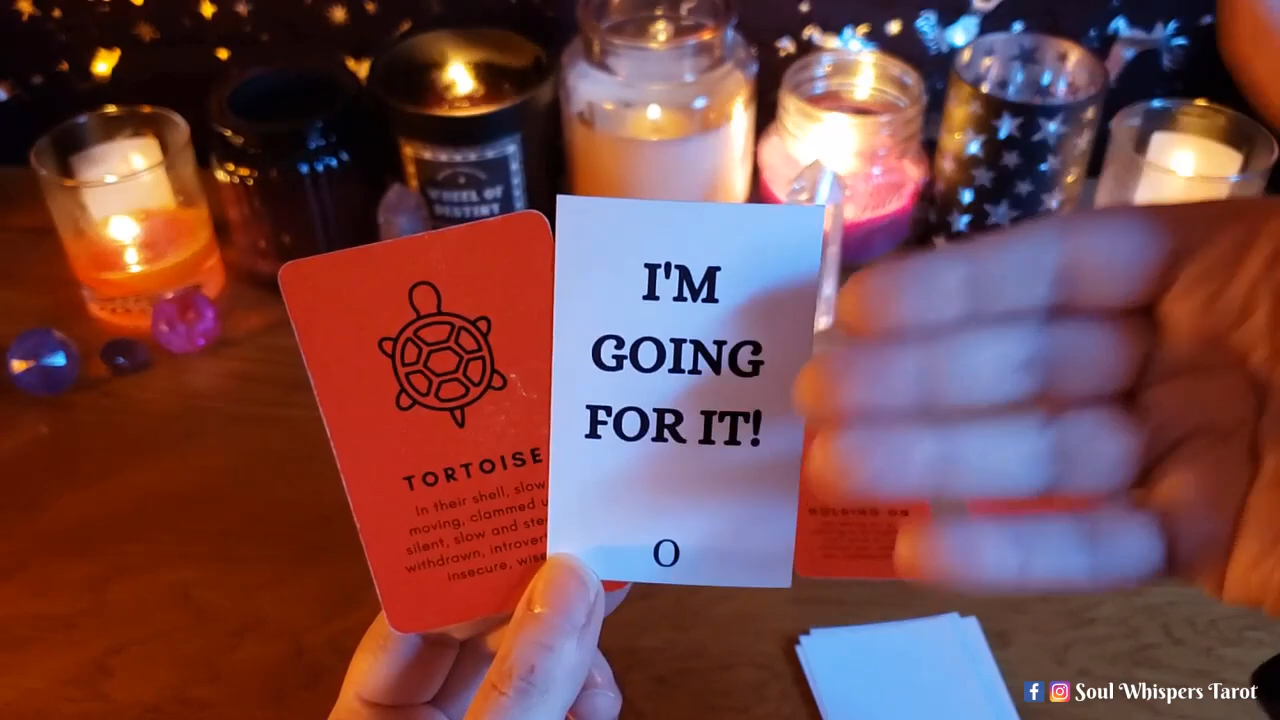 WHEEL OF
DESTINY
TORTOISE
In their shell, slow
moving, clammed u
silent, slow and ste
withdrawn, introver
insecure, wise
I'M
GOING
FOR IT!
O
HOLDING ON
Soul Whispers Tarot